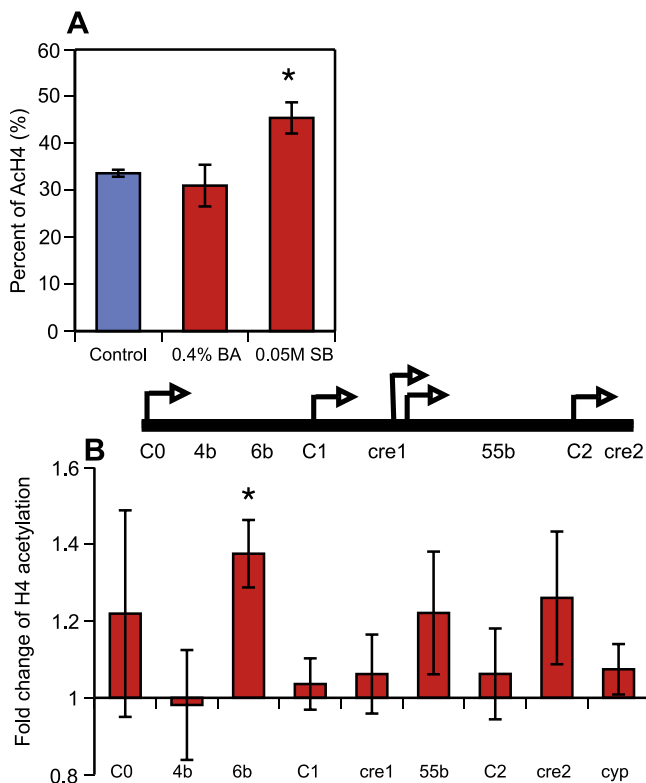 A
Percent of AcH4 (%)
60
50
40
30
20
10
0
*
Control 0.4% BA 0.05M SB
C0 4b 6b C1 cre1 55b C2 cre2
B
Fold change of H4 acetylation
1.6
1.4
1.2
1
0.8
*
C0 4b 6b C1 cre1 55b C2 cre2 cyp